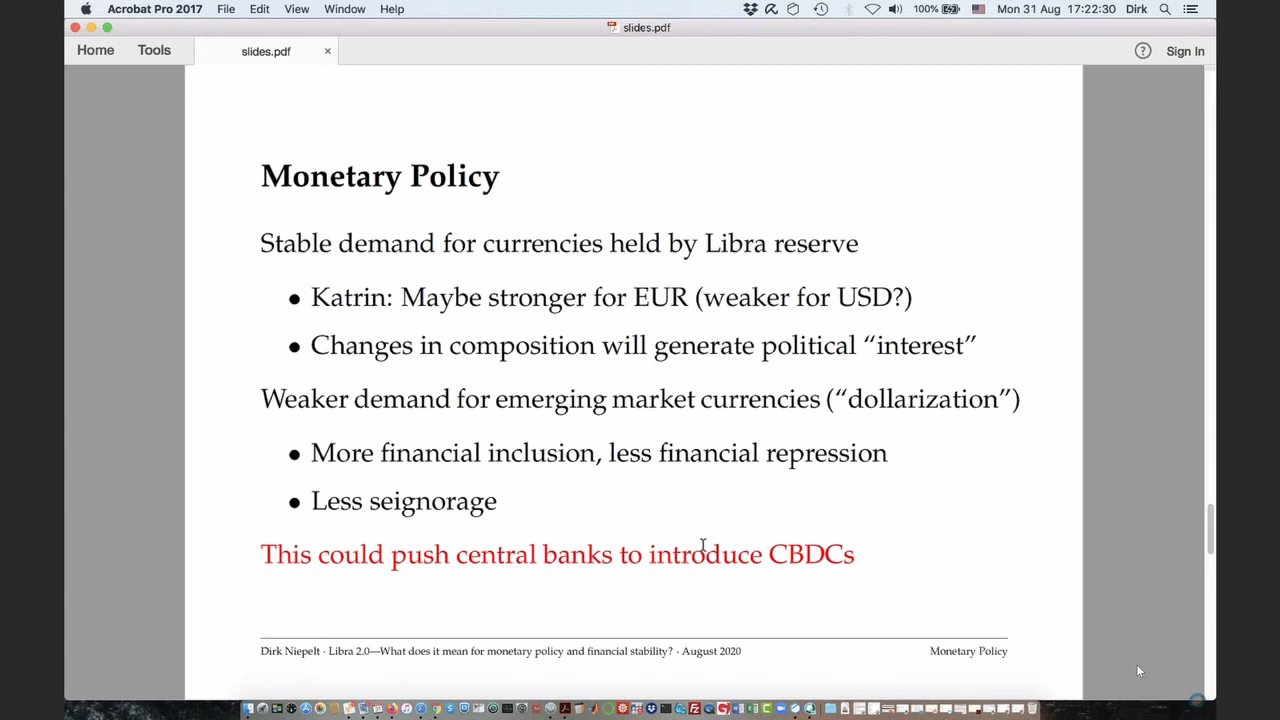 Acrobat Pro 2017 File Edit View Window Help 100% Mon 31 Aug 17:22:30 Dirk
slides.pdf
Home Tools slides.pdf × ? Sign In
Monetary Policy
Stable demand for currencies held by Libra reserve
• Katrin: Maybe stronger for EUR (weaker for USD?)
• Changes in composition will generate political “interest”
Weaker demand for emerging market currencies (“dollarization”)
• More financial inclusion, less financial repression
• Less seignorage
This could push central banks to introduce CBDCs
Dirk Niepelt · Libra 2.0—What does it mean for monetary policy and financial stability? · August 2020 Monetary Policy